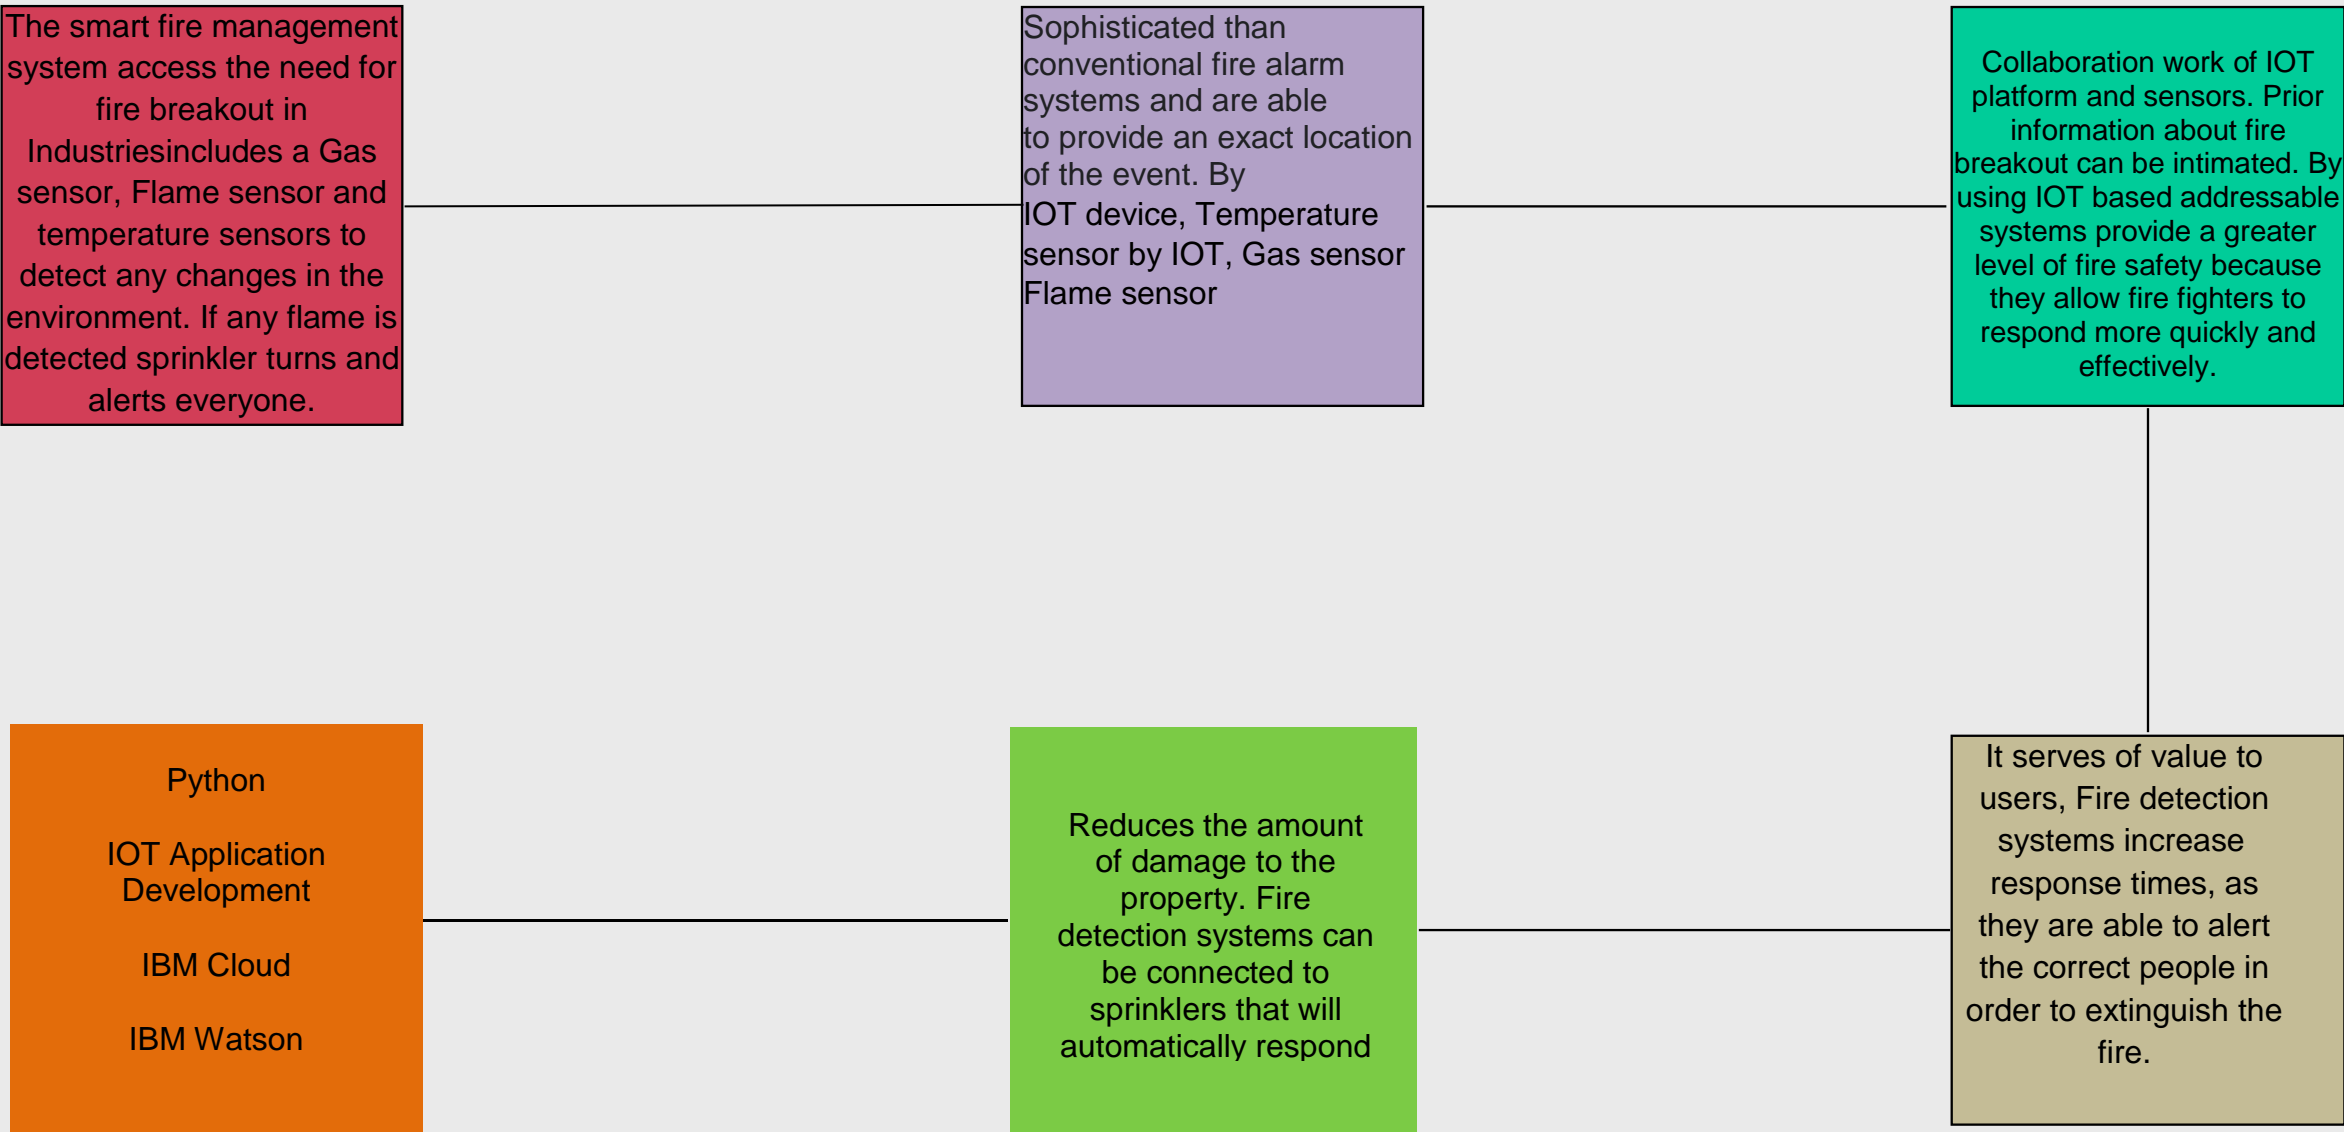 The smart fire management
system access the need for
fire breakout in
Industriesincludes a Gas
sensor, Flame sensor and
temperature sensors to
detect any changes in the
environment. If any flame is
detected sprinkler turns and
alerts everyone.
Sophisticated than
conventional fire alarm
systems and are able
to provide an exact location
of the event. By
IOT device, Temperature
sensor by IOT, Gas sensor
Flame sensor
Collaboration work of IOT
platform and sensors. Prior
information about fire
breakout can be intimated. By
using IOT based addressable
systems provide a greater
level of fire safety because
they allow fire fighters to
respond more quickly and
effectively.
Python
IOT Application
Development
IBM Cloud
IBM Watson
Reduces the amount
of damage to the
property. Fire
detection systems can
be connected to
sprinklers that will
automatically respond
It serves of value to
users, Fire detection
systems increase
response times, as
they are able to alert
the correct people in
order to extinguish the
fire.